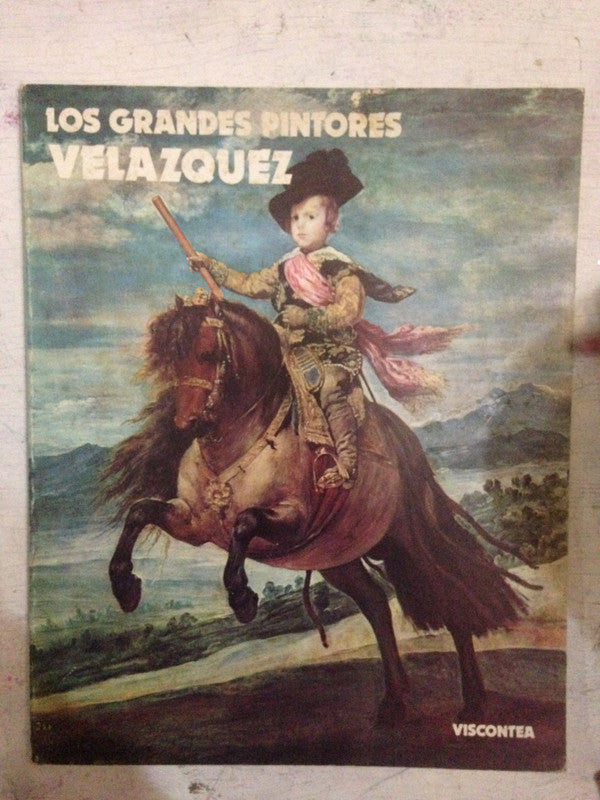 LOS GRANDES PINTORES
VELAZQUEZ
VISCONTEA